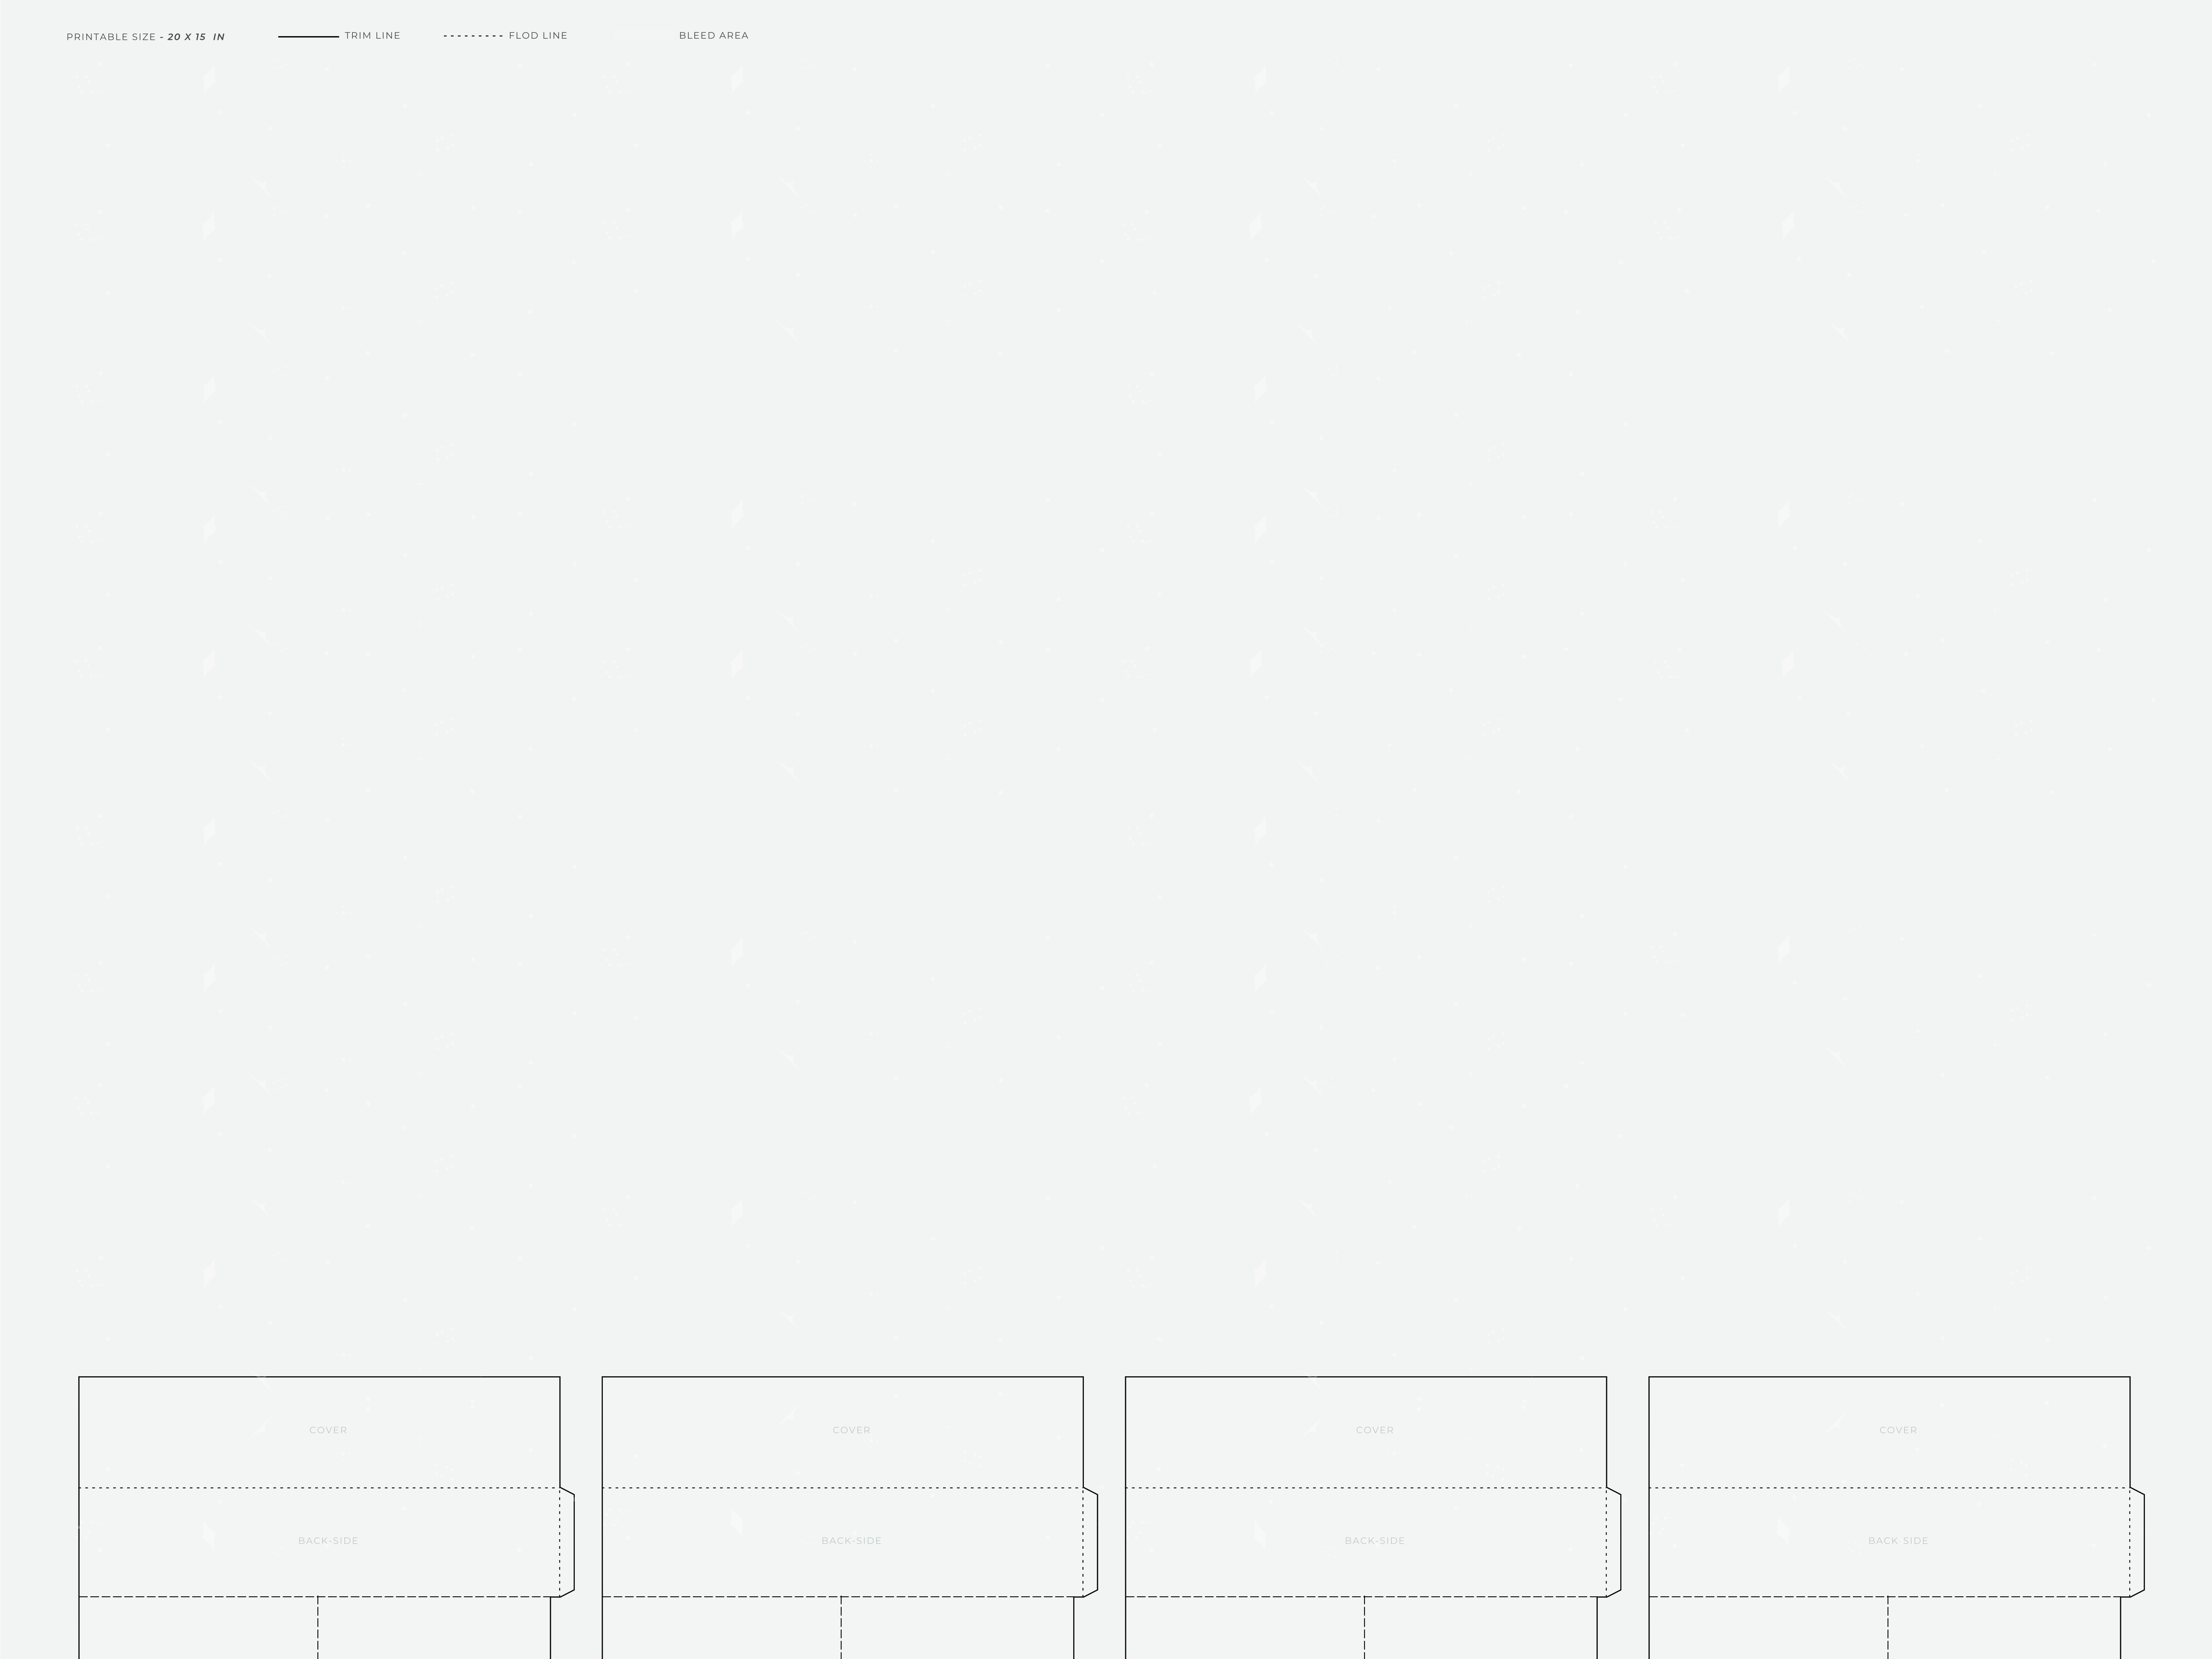 PRINTABLE SIZE - 20 X 15 IN
TRIM LINE
FLOD LINE
BLEED AREA
COVER
COVER
COVER
COVER
BACK-SIDE
BACK-SIDE
BACK-SIDE
BACK SIDE